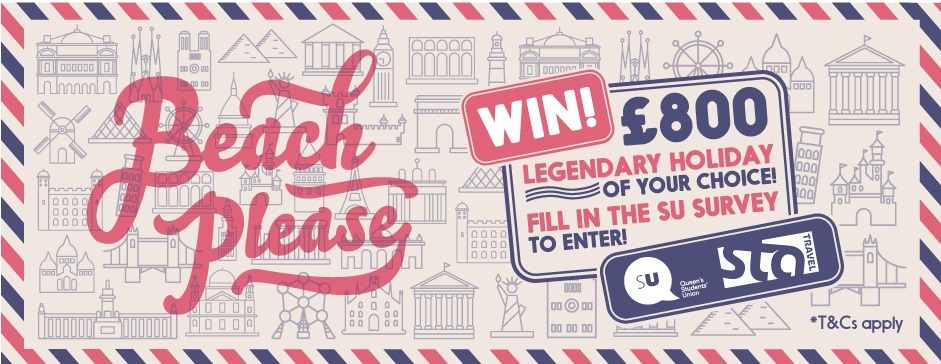 Beach
Please
WIN!
£800
LEGENDARY HOLIDAY
OF YOUR CHOICE!
FILL IN THE SU SURVEY
TO ENTER!
SU
Queen's
Students'
Union
sta
TRAVEL
*T&Cs apply